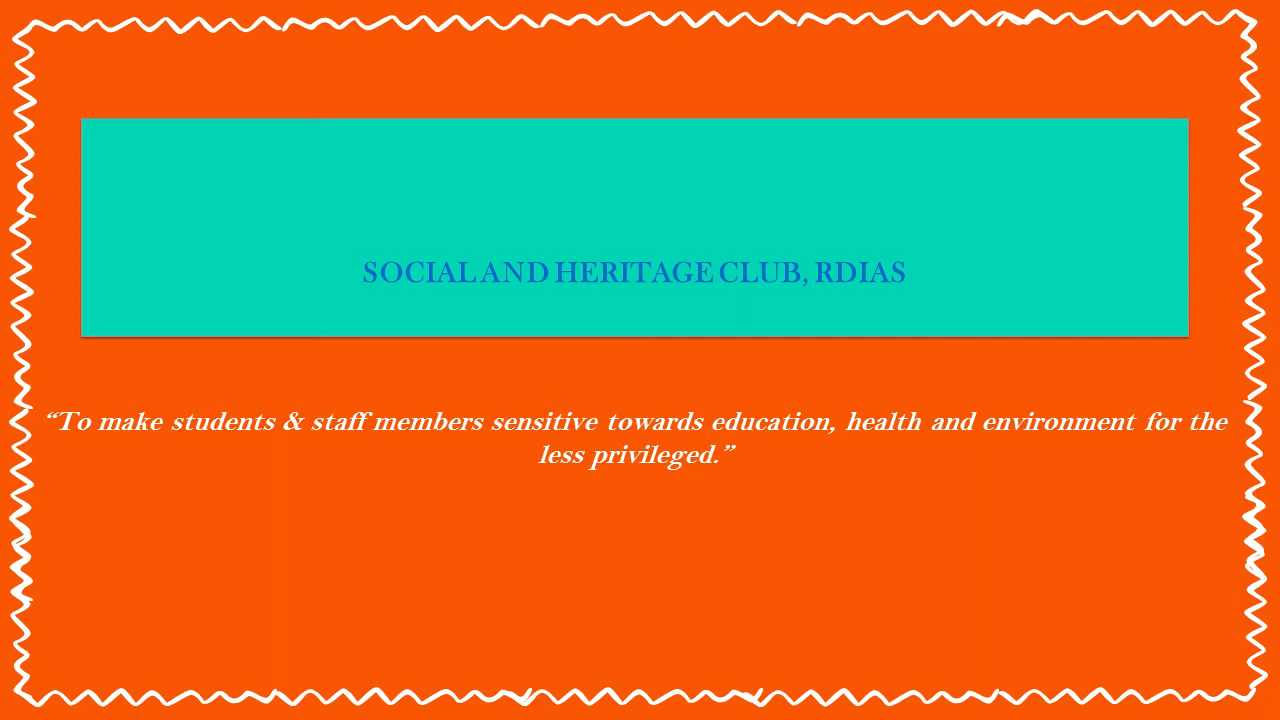 SOCIAL AND HERITAGE CLUB, RDIAS
“To make students & staff members sensitive towards education, health and environment for the
less privileged.”